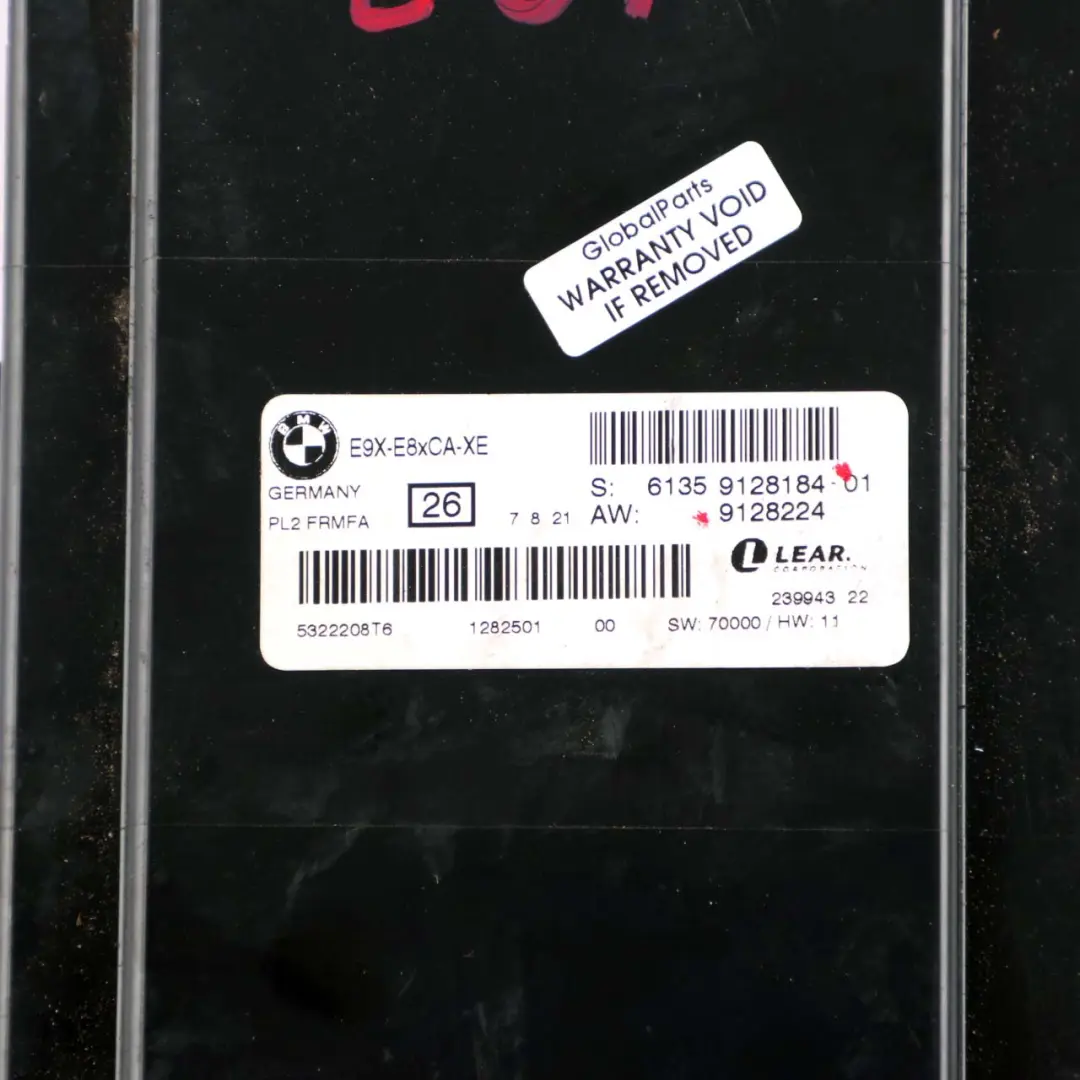 GlobalParts
WARRANTY VOID
IF REMOVED
BMW
E9X-E8xCA-XE
GERMANY
PL2 FRMFA
26
7 8 21
S: 6135 9128184-01
AW: 9128224
LEAR.
CORPORATION
239943 22
5322208T6 1282501 00 SW: 70000 / HW: 11